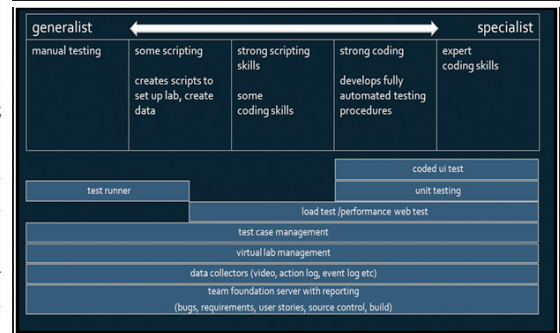 generalist
specialist
manual testing
some scripting
creates scripts to
set up lab, create
data
strong scripting
skills
some
coding skills
strong coding
develops fully
automated testing
procedures
expert
coding skills
coded ui test
test runner
unit testing
load test /performance web test
test case management
virtual lab management
data collectors (video, action log, event log etc)
team foundation server with reporting
(bugs, requirements, user stories, source control, build)